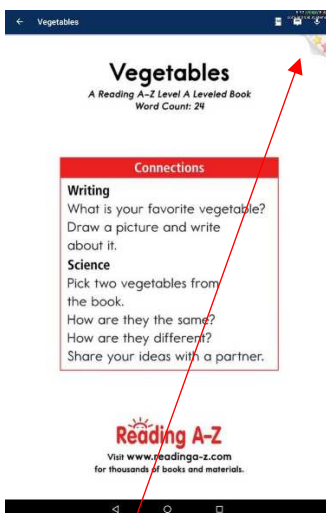 Vegetables
Vegetables
A Reading A–Z Level A Leveled Book
Word Count: 24
Connections
Writing
What is your favorite vegetable?
Draw a picture and write
about it.
Science
Pick two vegetables from
the book.
How are they the same?
How are they different?
Share your ideas with a partner.
Reading A-Z
Visit www.readinga-z.com
for thousands of books and materials.